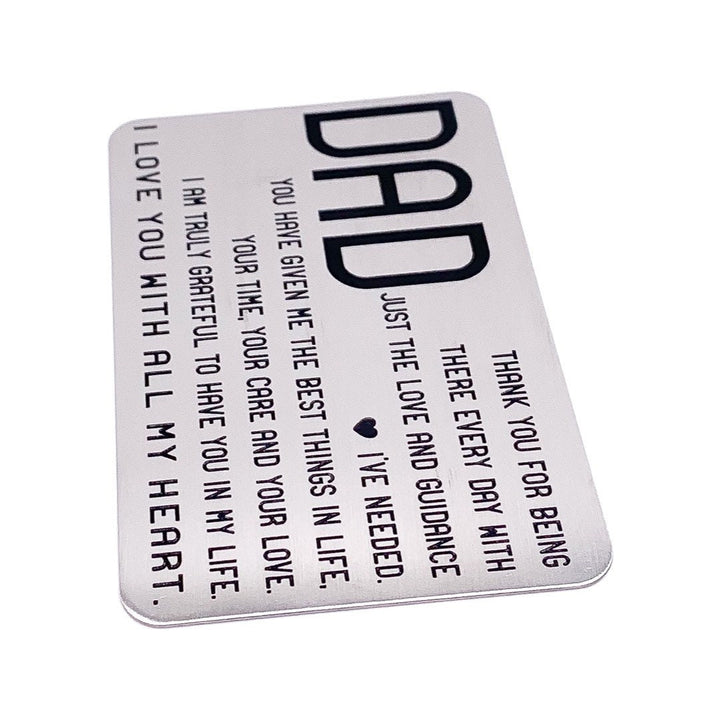 DAD
THANK YOU FOR BEING
THERE EVERY DAY WITH
JUST THE LOVE AND GUIDANCE
♥ I'VE NEEDED.
YOU HAVE GIVEN ME THE BEST THINGS IN LIFE,
YOUR TIME, YOUR CARE AND YOUR LOVE.
I AM TRULY GRATEFUL TO HAVE YOU IN MY LIFE.
I LOVE YOU WITH ALL MY HEART.